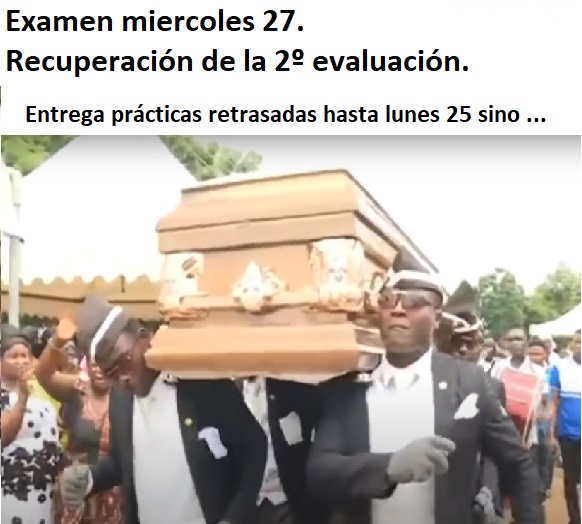 Examen miercoles 27.
Recuperación de la 2º evaluación.
Entrega prácticas retrasadas hasta lunes 25 sino ...